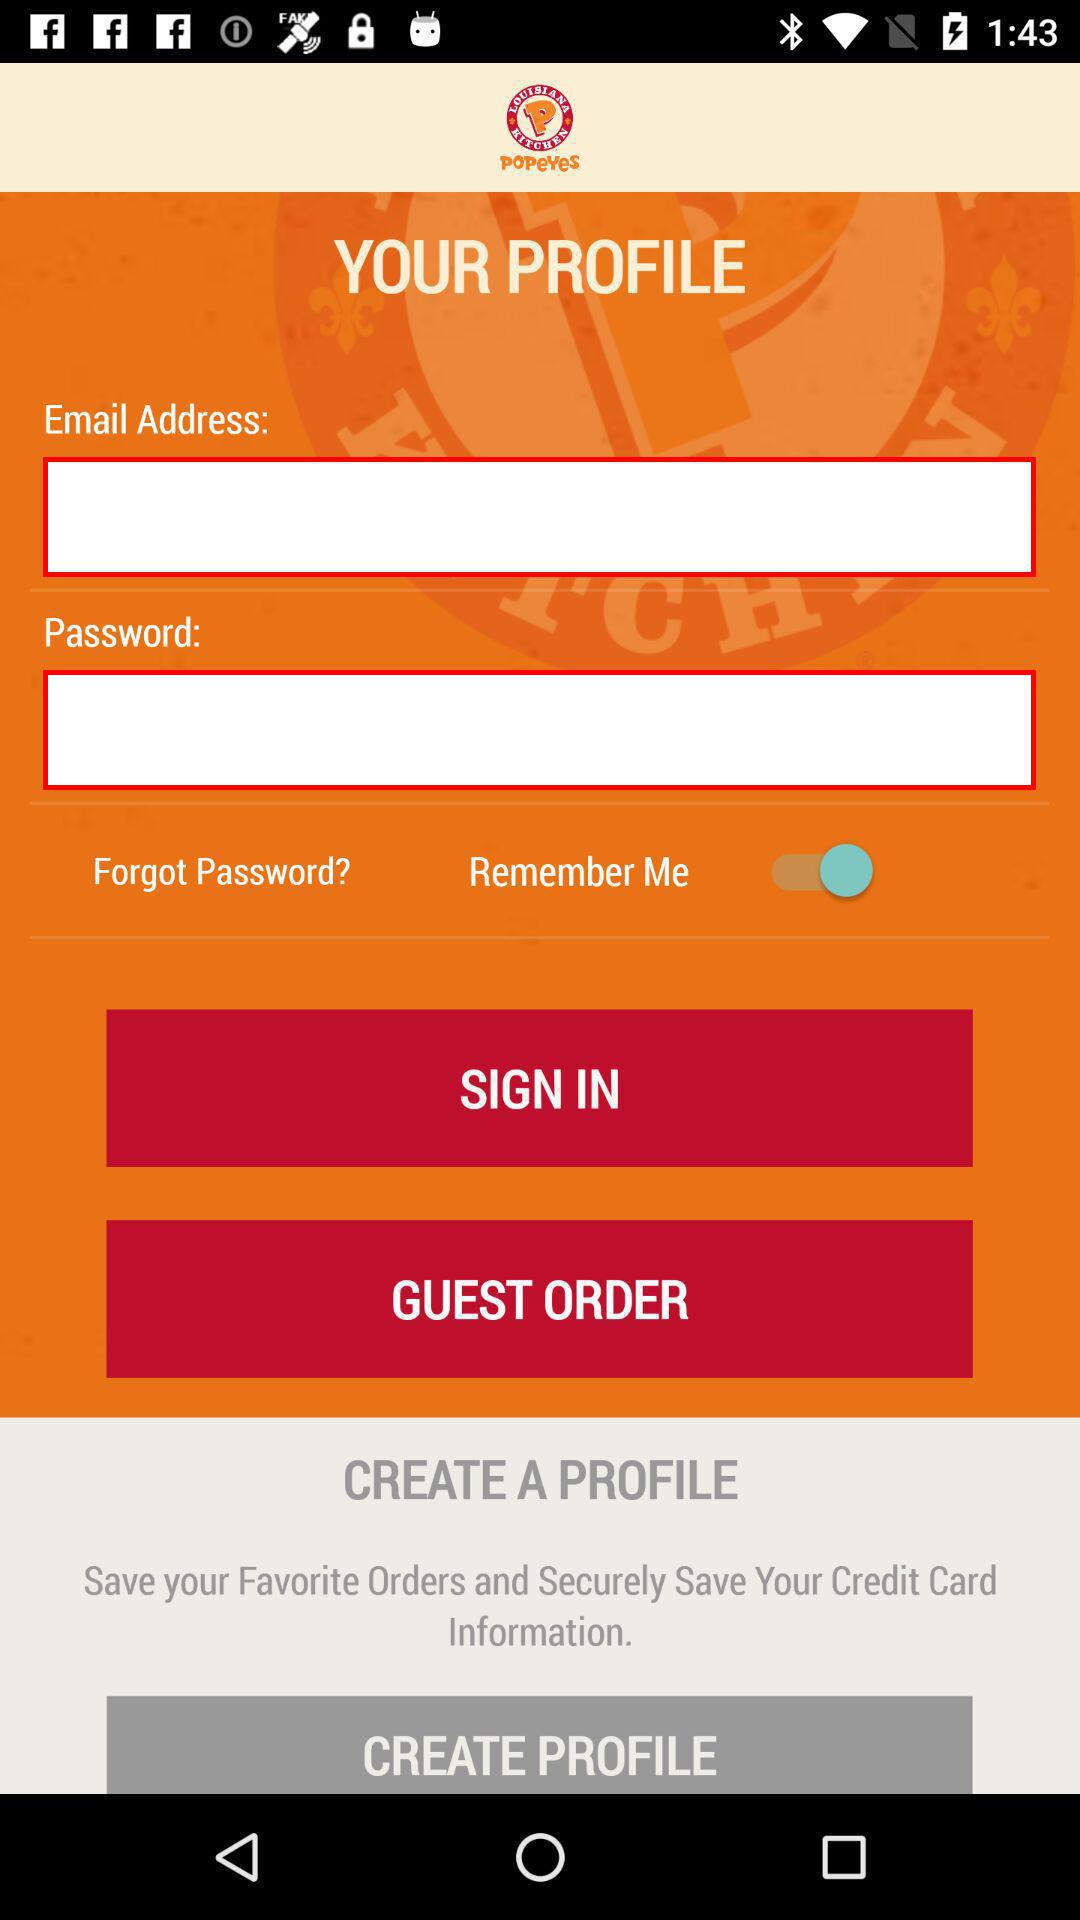 FAKE
1:43
LOUISIANA
KITCHEN
POPEYES
YOUR PROFILE
Email Address:
Password:
Forgot Password?
Remember Me
SIGN IN
GUEST ORDER
CREATE A PROFILE
Save your Favorite Orders and Securely Save Your Credit Card
Information.
CREATE PROFILE